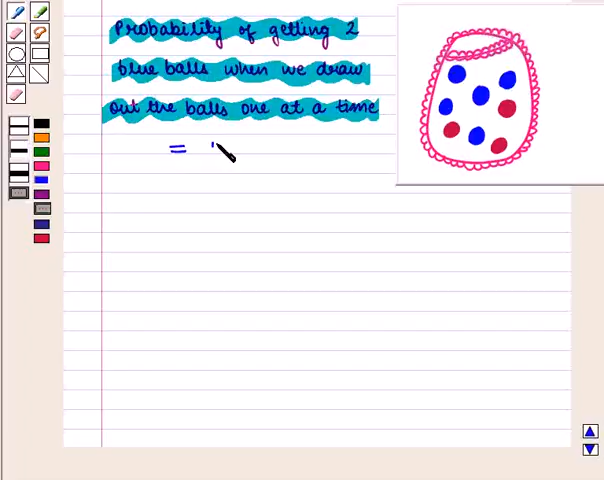 Probability of getting 2
blue balls when we draw
out the balls one at a time
=